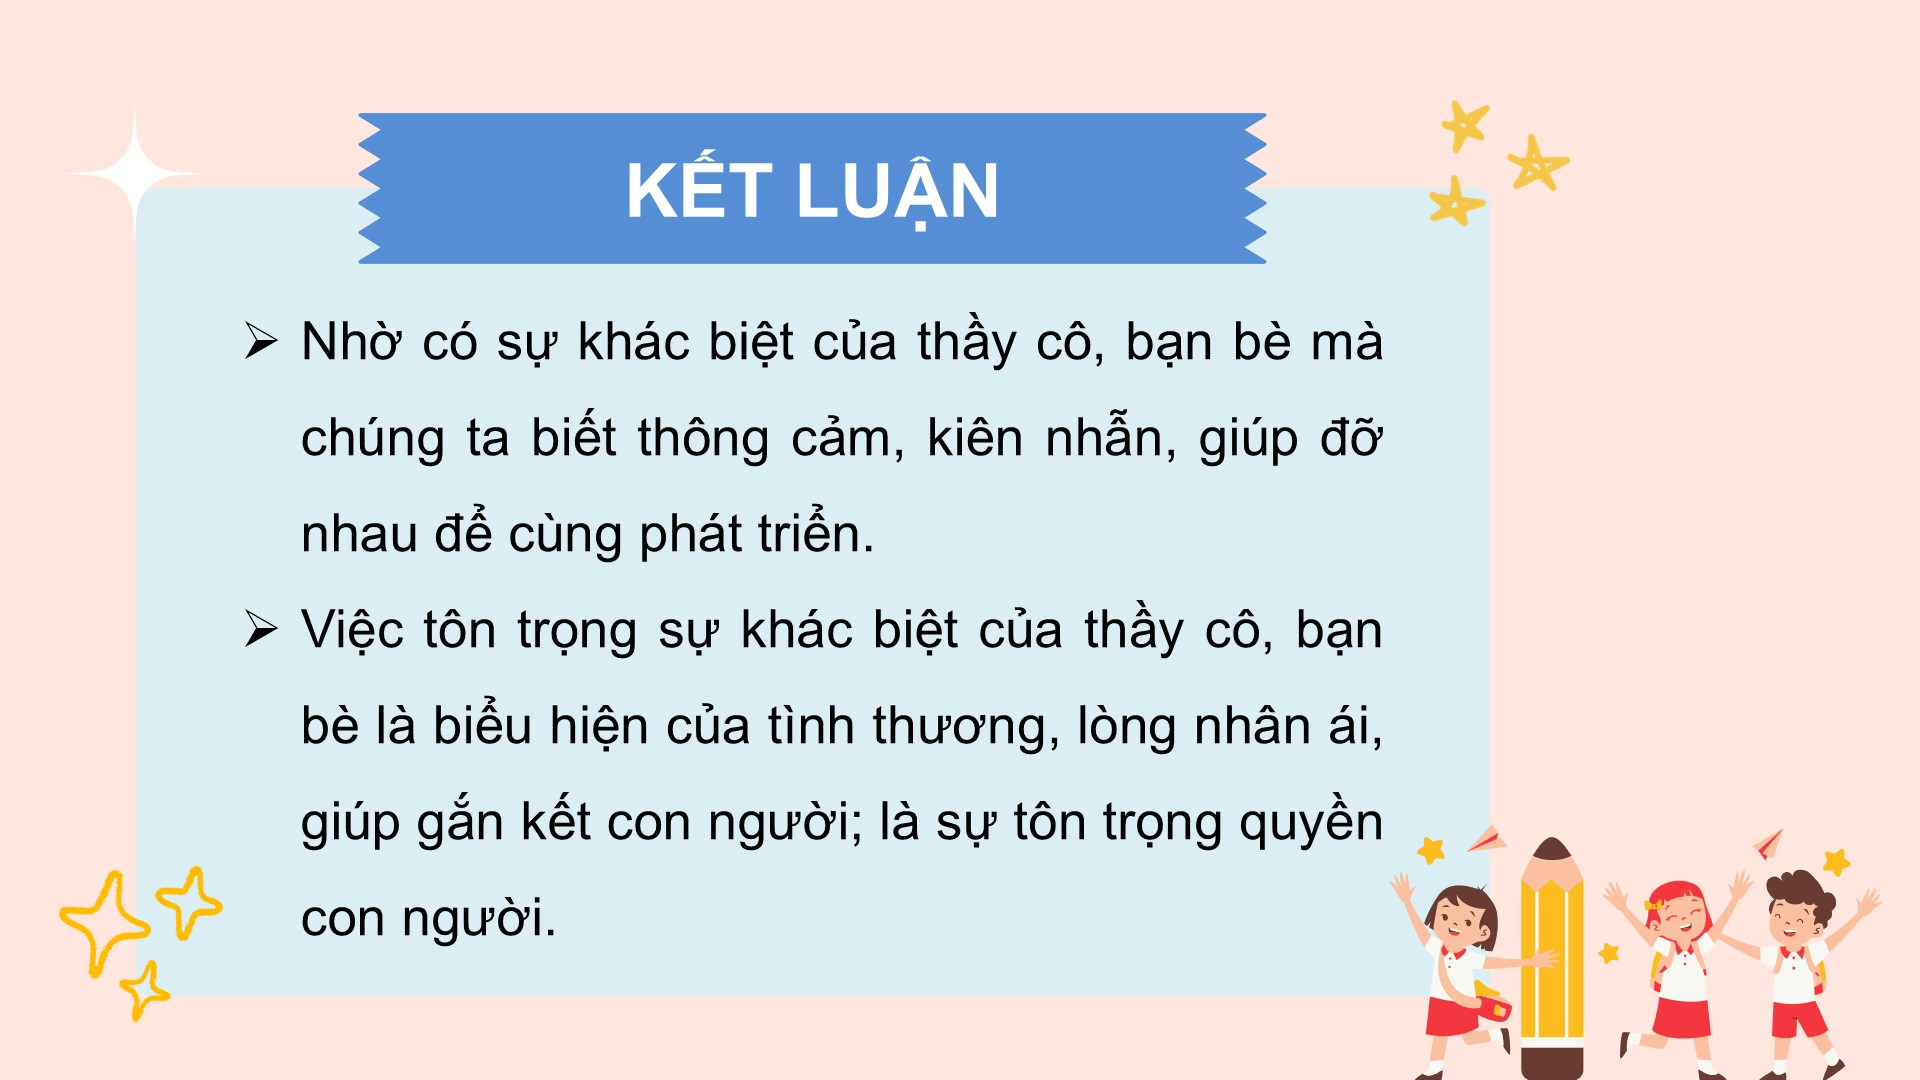 KẾT LUẬN
➢ Nhờ có sự khác biệt của thầy cô, bạn bè mà
chúng ta biết thông cảm, kiên nhẫn, giúp đỡ
nhau để cùng phát triển.
➢ Việc tôn trọng sự khác biệt của thầy cô, bạn
bè là biểu hiện của tình thương, lòng nhân ái,
giúp gắn kết con người; là sự tôn trọng quyền
con người.